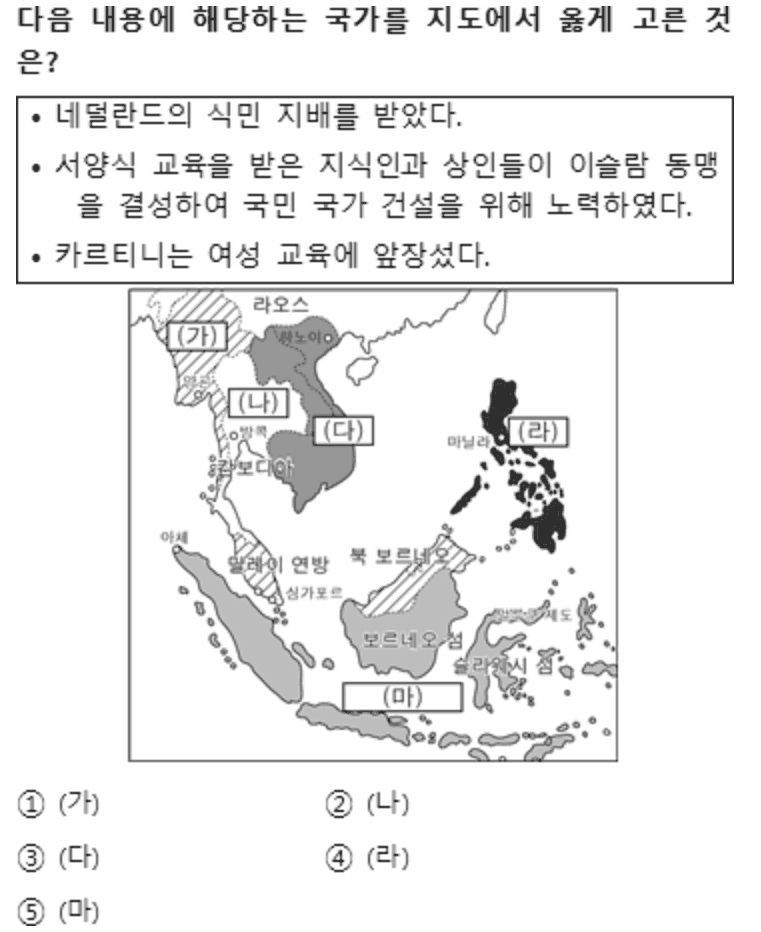 다음 내용에 해당하는 국가를 지도에서 옳게 고른 것
은?
• 네덜란드의 식민 지배를 받았다.
• 서양식 교육을 받은 지식인과 상인들이 이슬람 동맹
을 결성하여 국민 국가 건설을 위해 노력하였다.
• 카르티니는 여성 교육에 앞장섰다.
라오스
(가)
하노이
양곤
(나)
방콕
(다)
마닐라
(라)
캄보디아
아체
말레이 연방
북 보르네오
싱가포르
제도
보르네오 섬
슬라웨시 섬
(마)
① (가)
② (나)
③ (다)
④ (라)
⑤ (마)